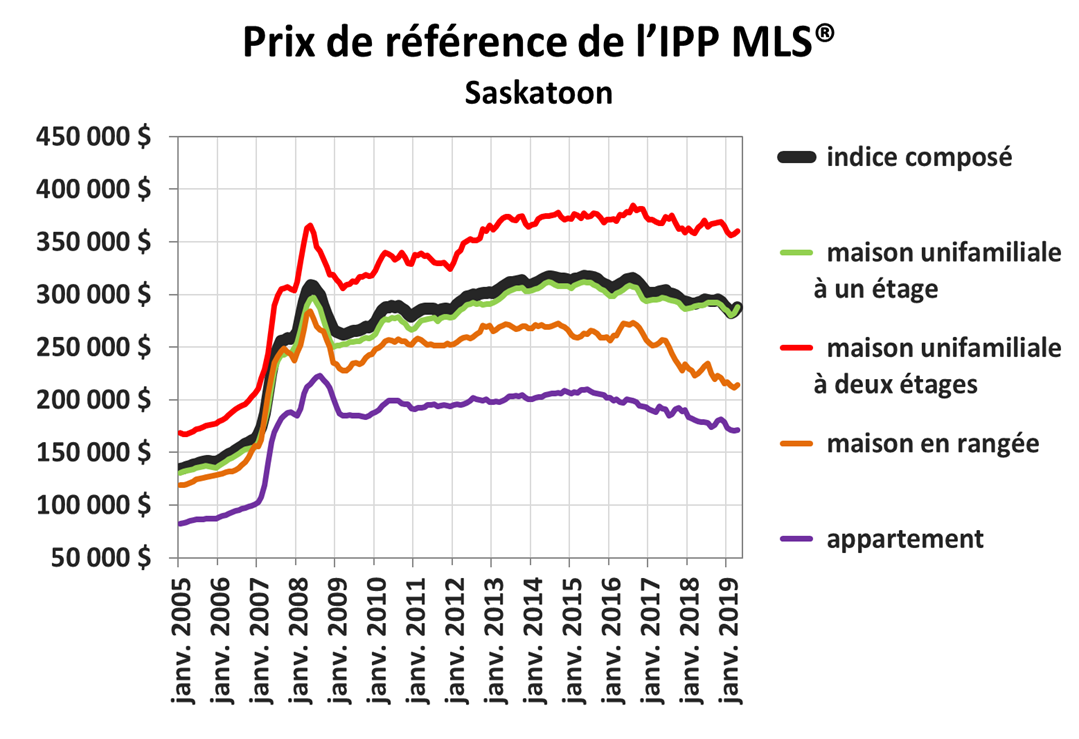 Prix de référence de l’IPP MLS®
Saskatoon
450 000 $
400 000 $
350 000 $
300 000 $
250 000 $
200 000 $
150 000 $
100 000 $
50 000 $
janv. 2005
janv. 2006
janv. 2007
janv. 2008
janv. 2009
janv. 2010
janv. 2011
janv. 2012
janv. 2013
janv. 2014
janv. 2015
janv. 2016
janv. 2017
janv. 2018
janv. 2019
indice composé
maison unifamiliale
à un étage
maison unifamiliale
à deux étages
maison en rangée
appartement